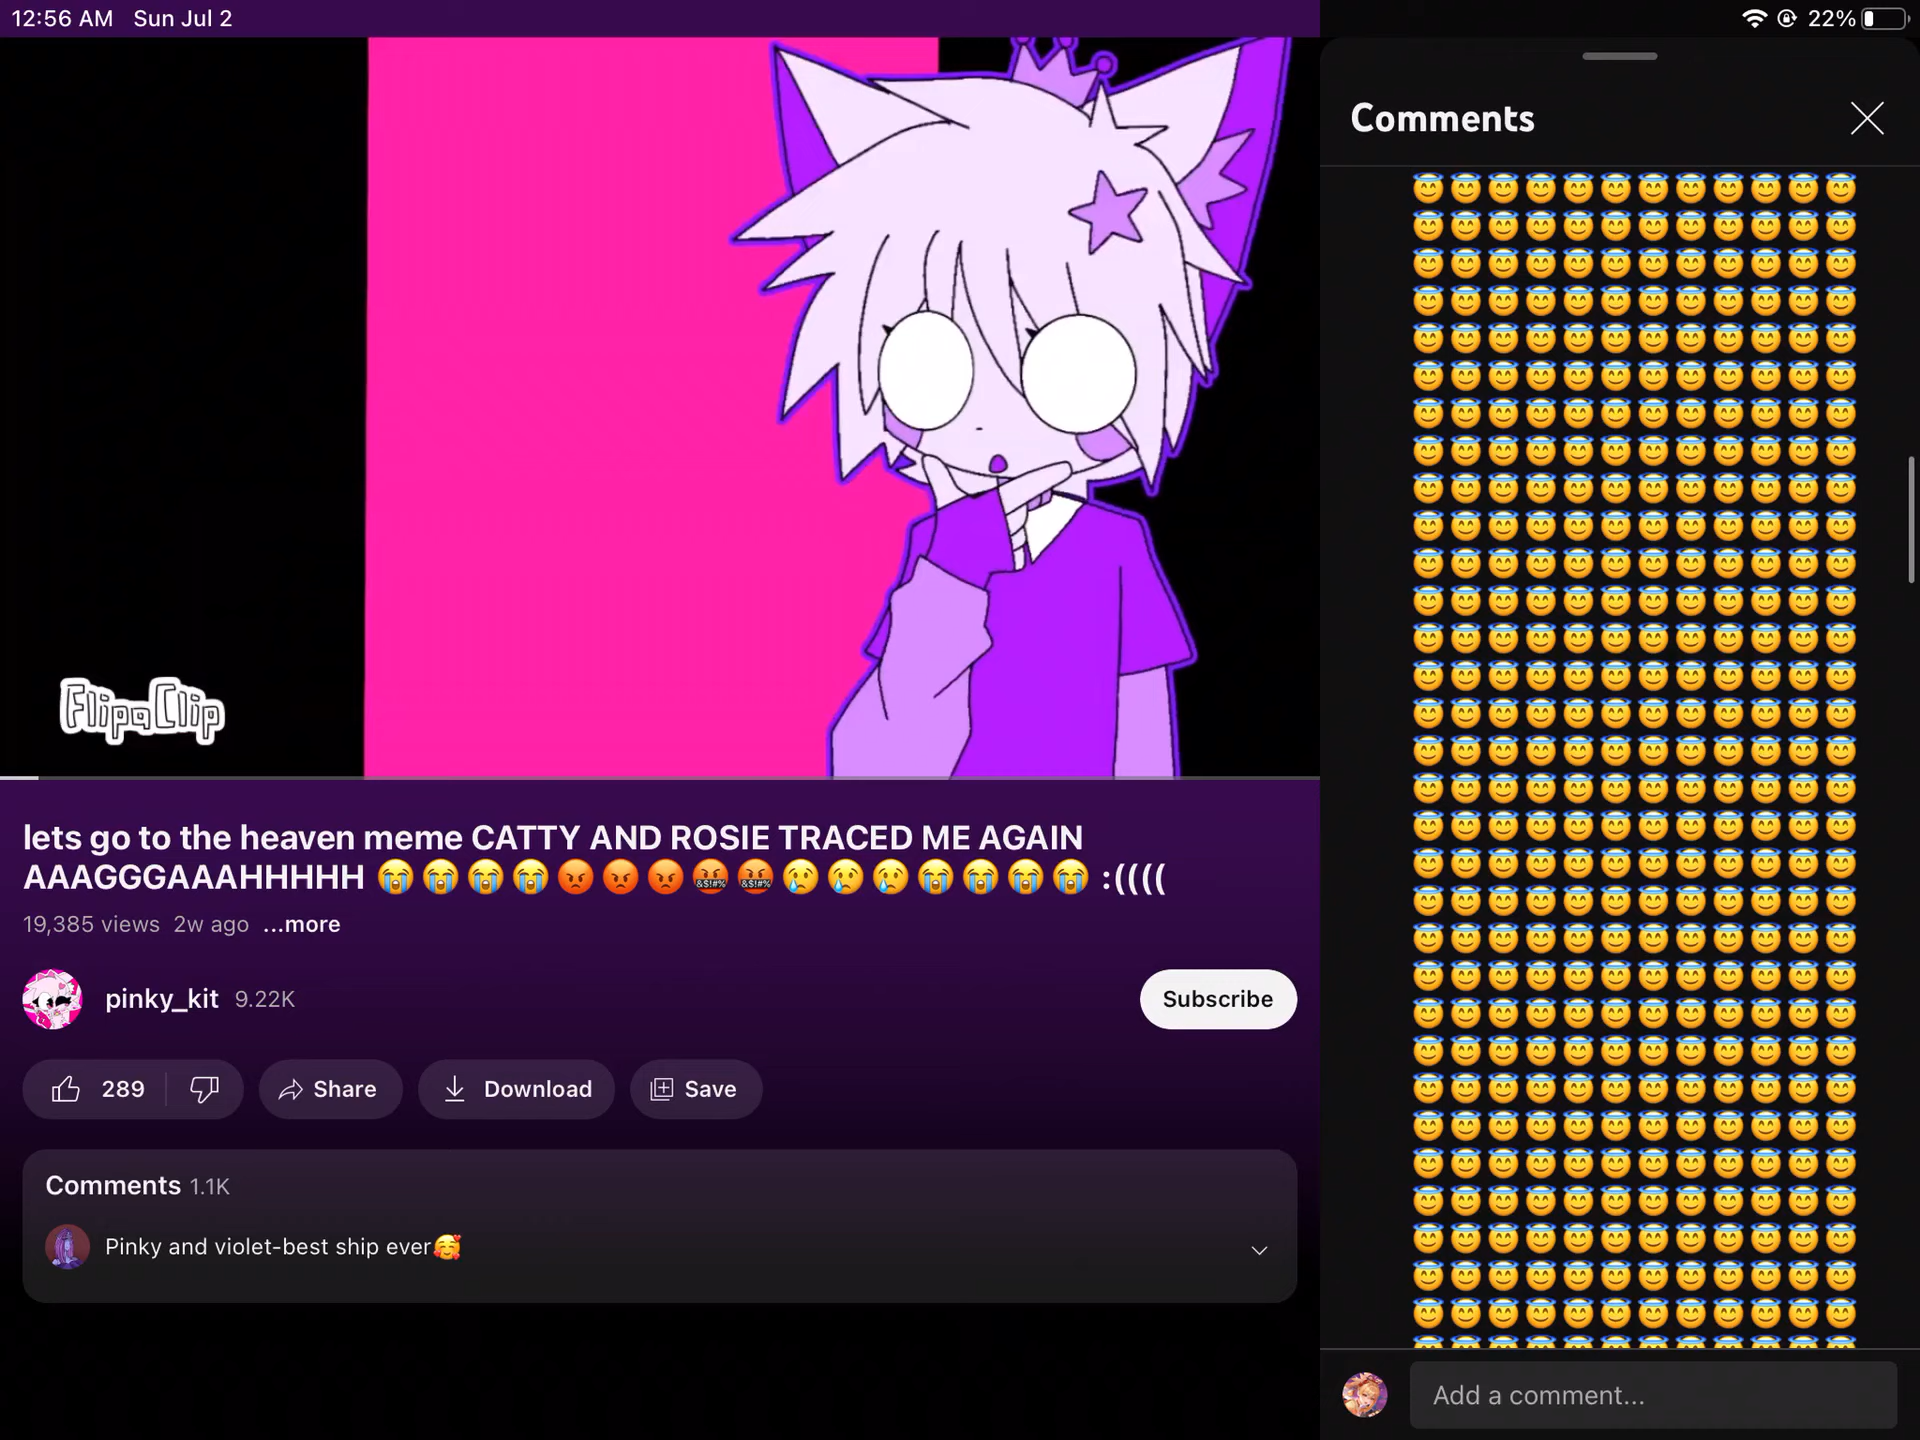 12:56 AM Sun Jul 2
22%
FlipaClip
lets go to the heaven meme CATTY AND ROSIE TRACED ME AGAIN
AAAGGGAAAHHHHH 😭😭😭😭😡😡😡🤬🤬😢😢😢😭😭😭😭 :((((
19,385 views 2w ago ...more
pinky_kit 9.22K
Subscribe
289
Share
Download
Save
Comments 1.1K
Pinky and violet-best ship ever🥰
Comments
Add a comment...